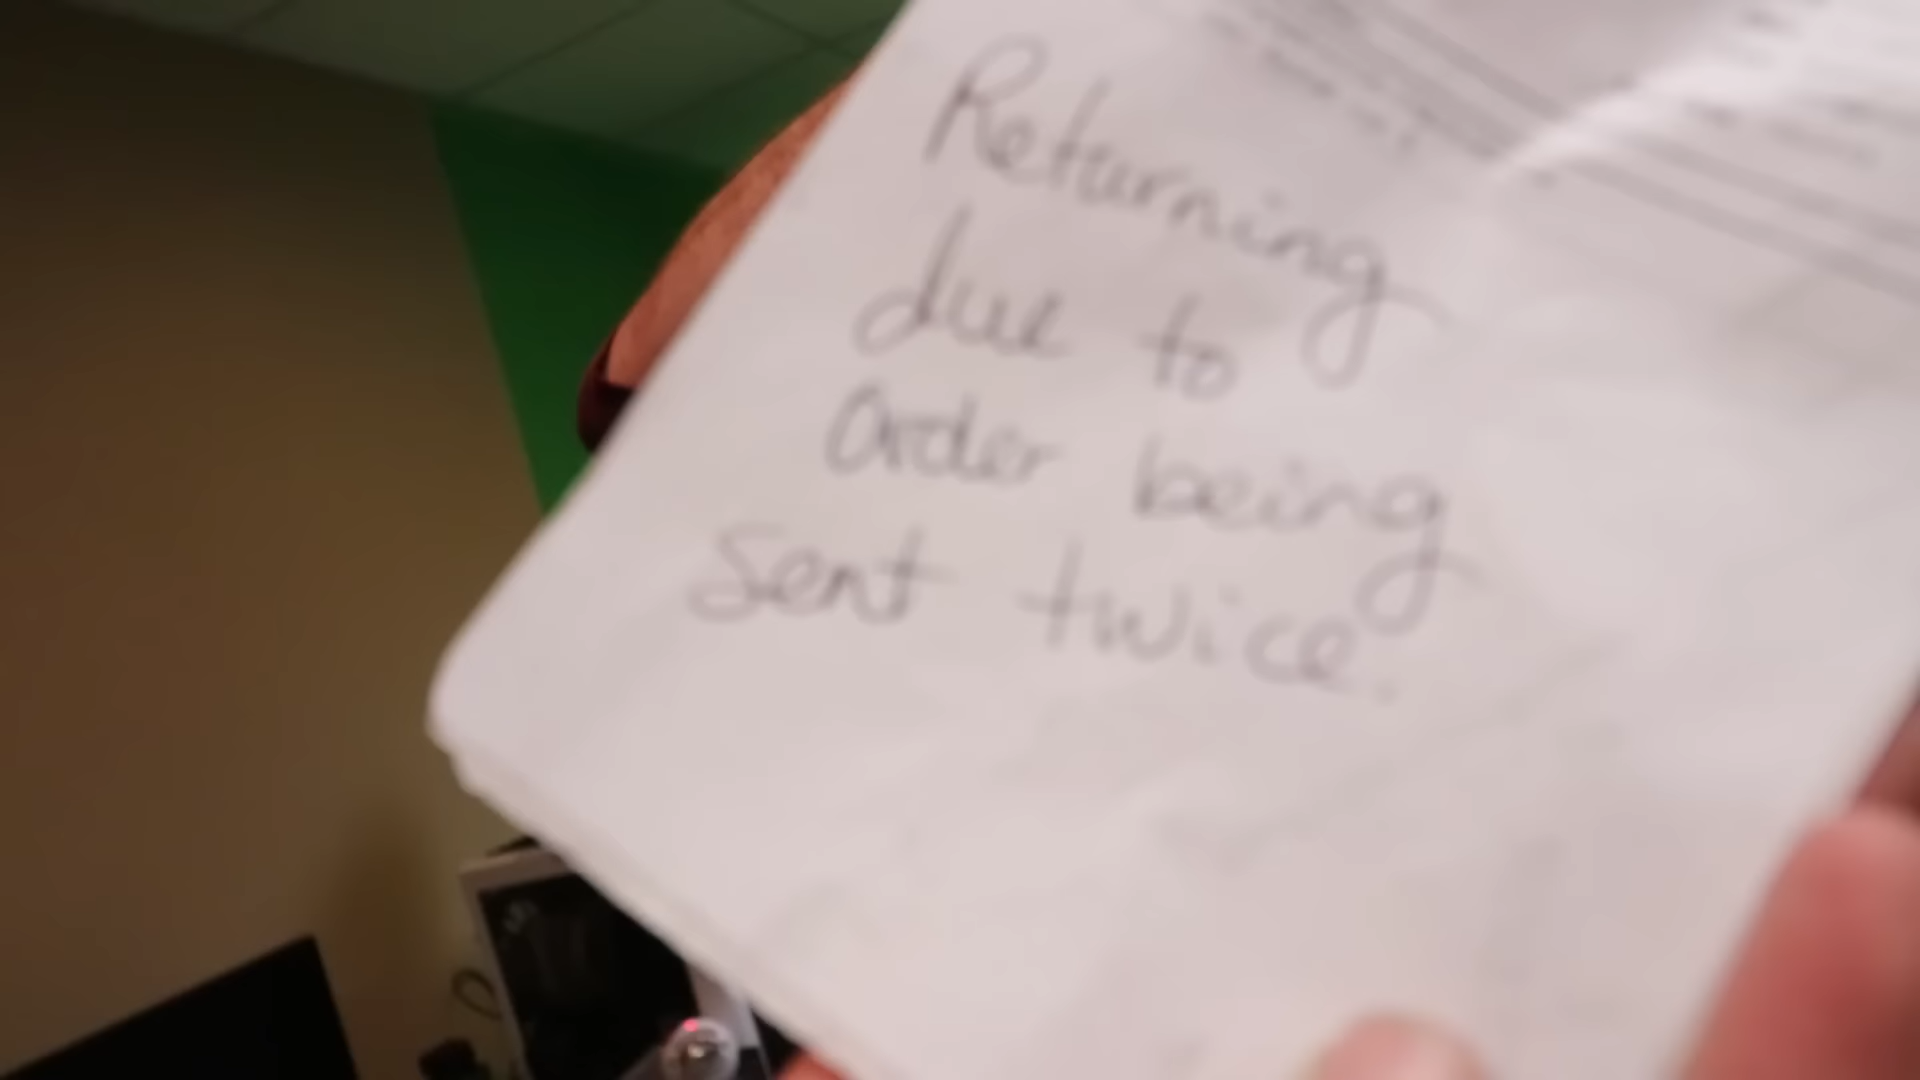 Returning
due to
Order being
Sent twice.